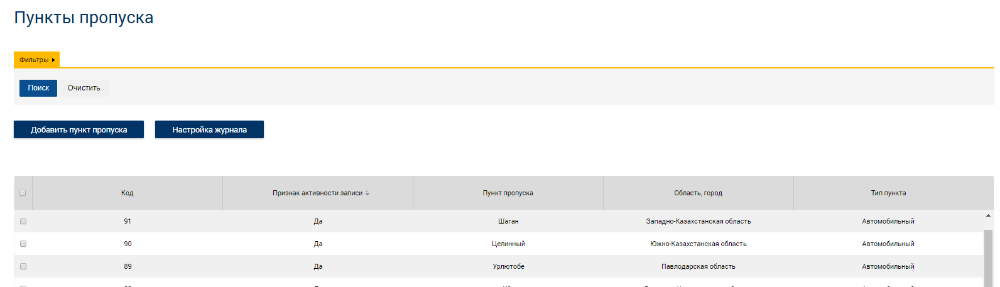 Пункты пропуска
Фильтры
Поиск Очистить
Добавить пункт пропуска Настройка журнала
Код Признак активности записи Пункт пропуска Область, город Тип пункта
91 Да Шаган Западно-Казахстанская область Автомобильный
90 Да Целинный Южно-Казахстанская область Автомобильный
89 Да Урлютобе Павлодарская область Автомобильный